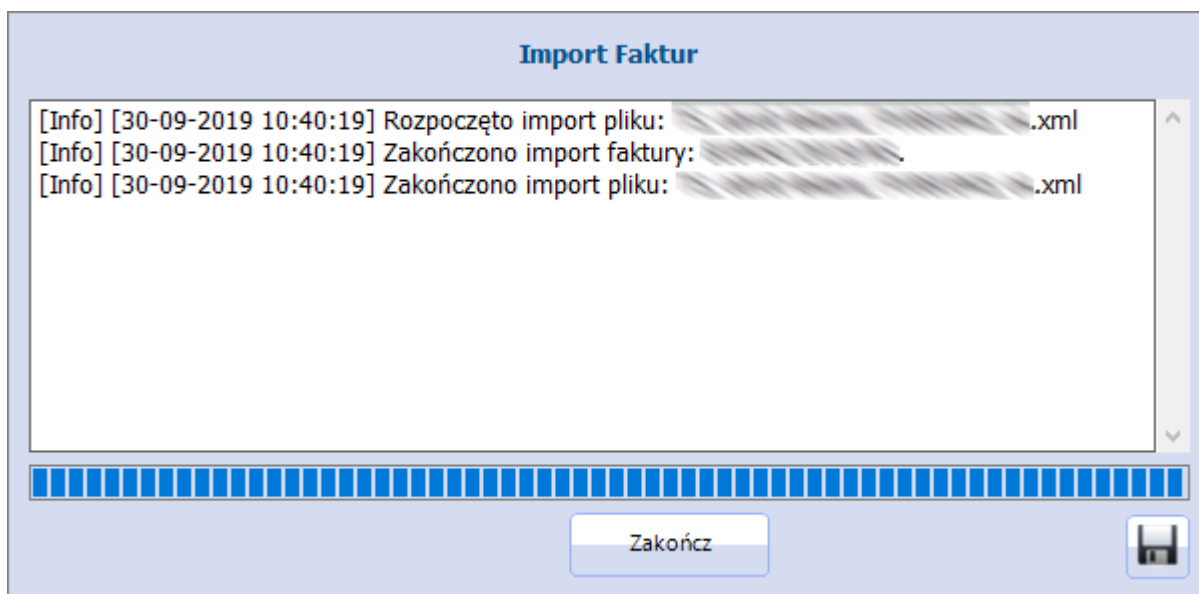 Import Faktur
[Info] [30-09-2019 10:40:19] Rozpoczęto import pliku: .xml
[Info] [30-09-2019 10:40:19] Zakończono import faktury: .
[Info] [30-09-2019 10:40:19] Zakończono import pliku: .xml
Zakończ